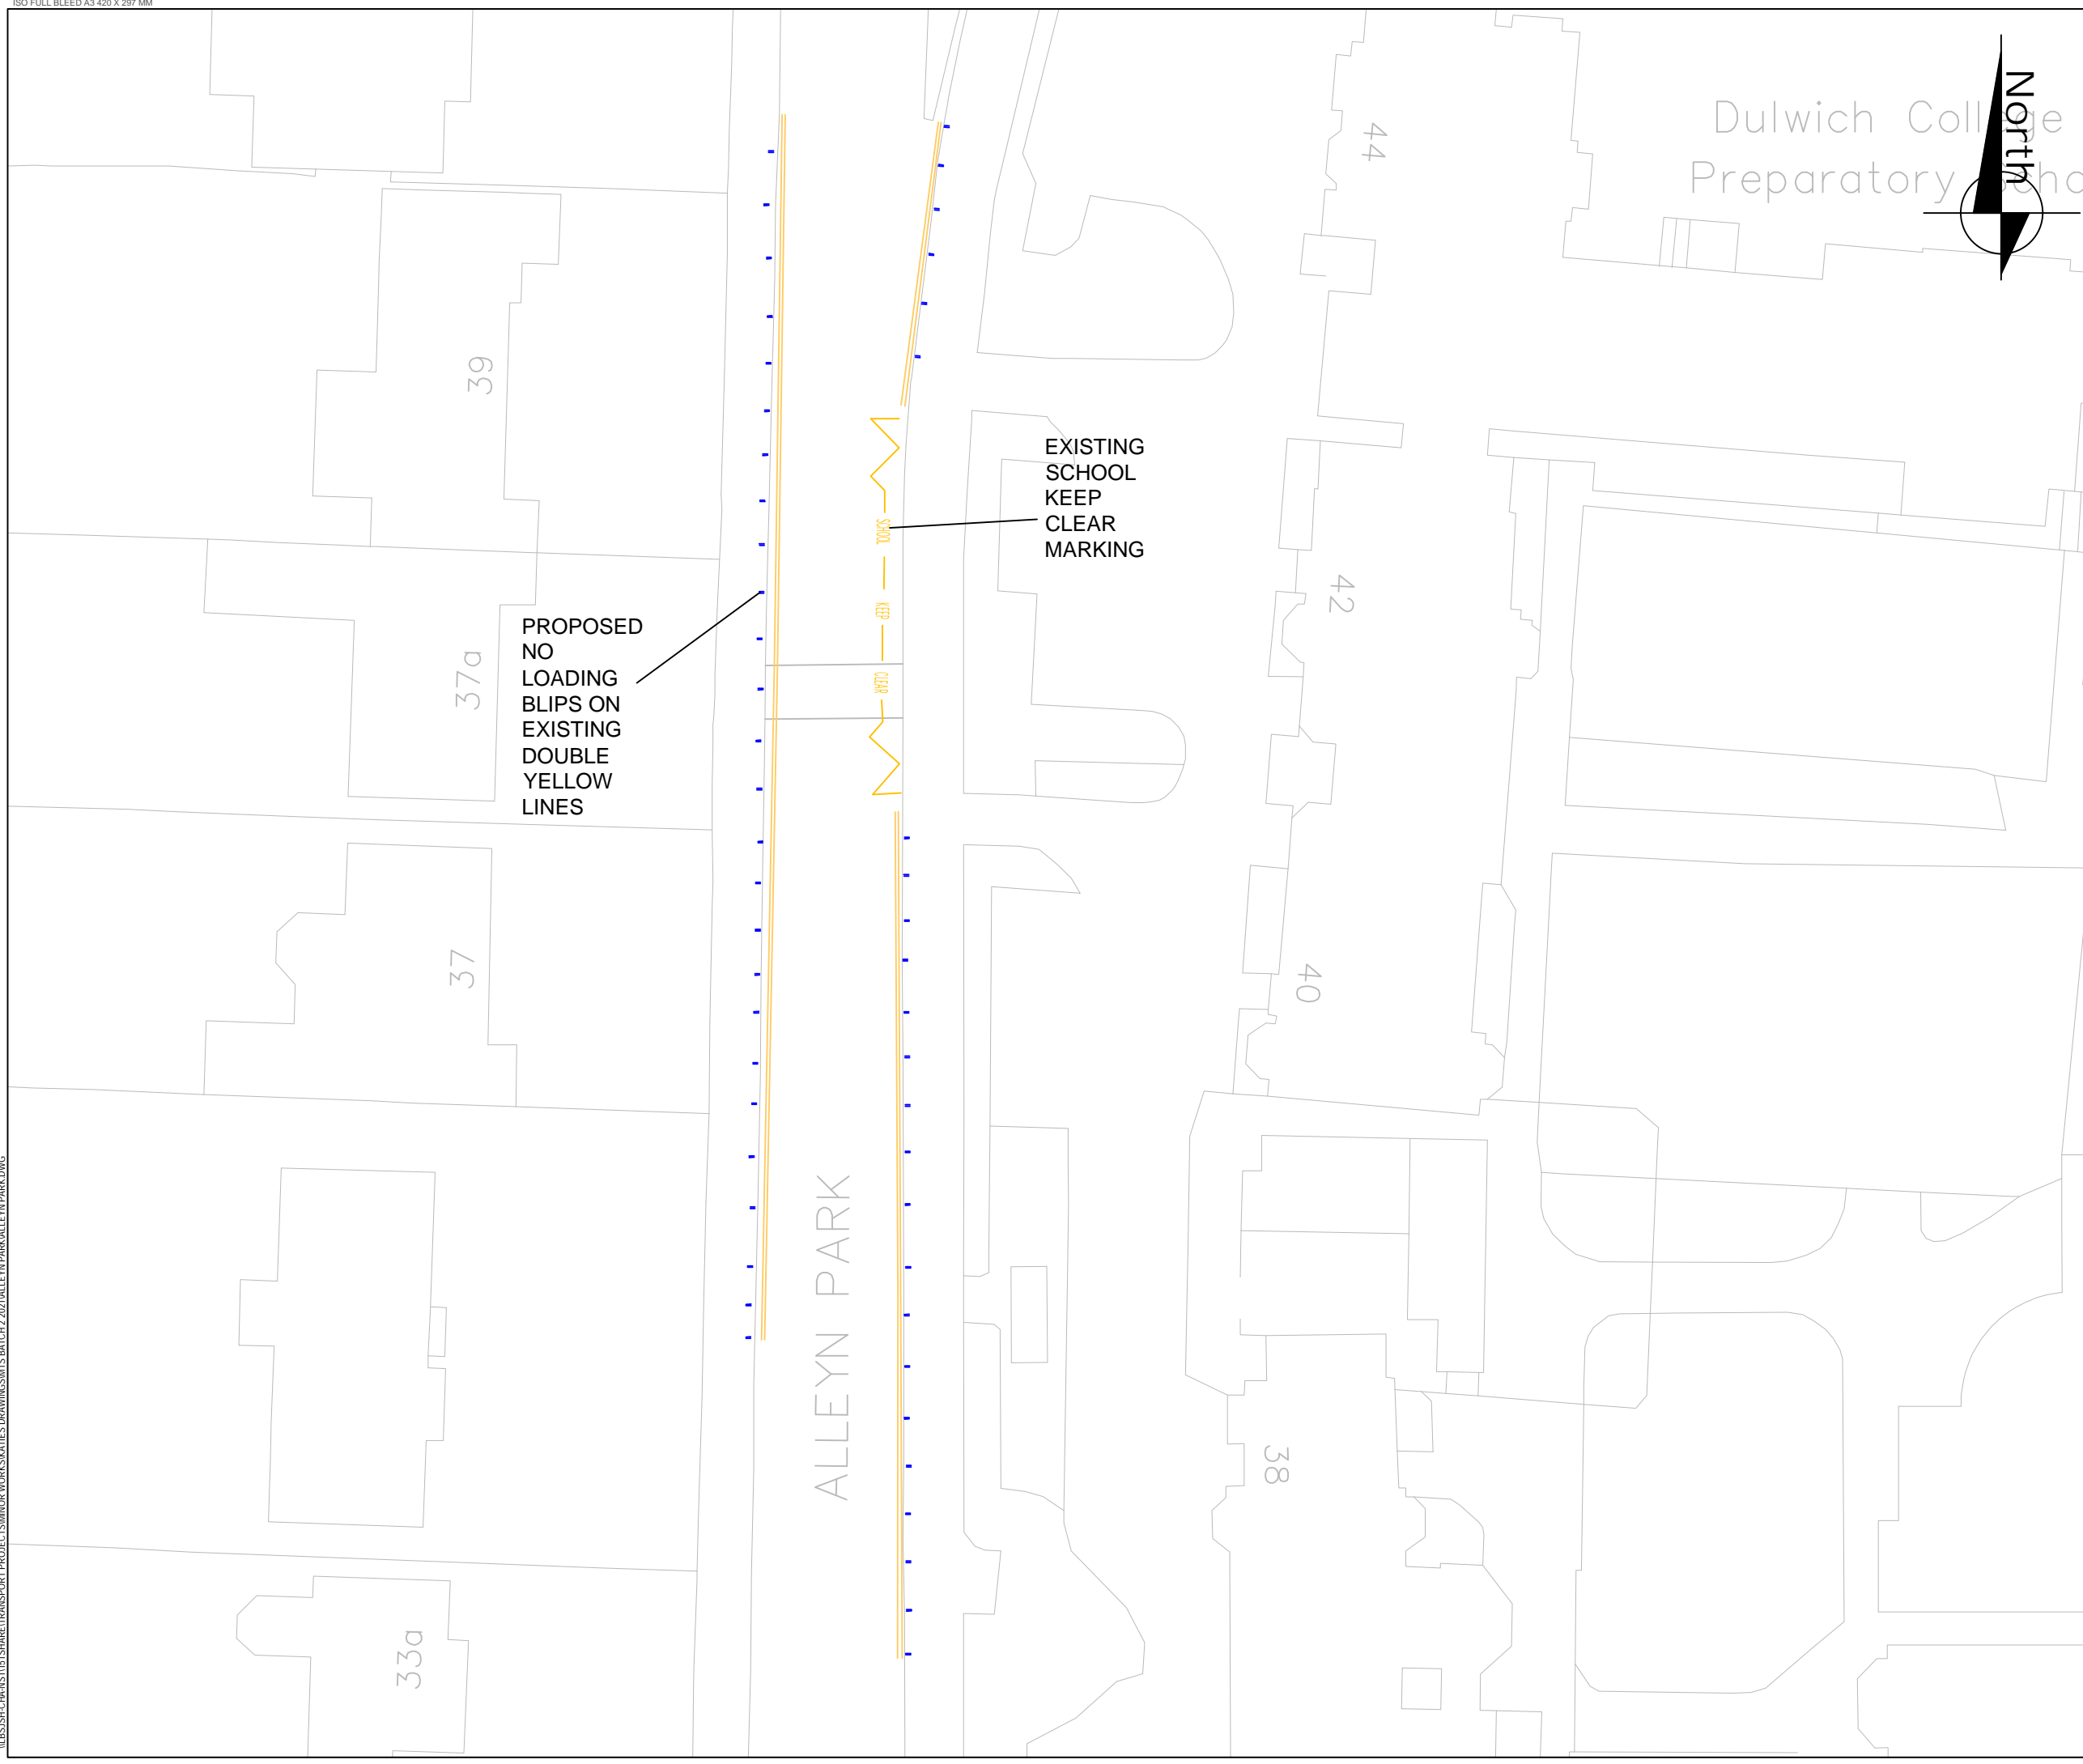 ISO FULL BLEED A3 420 X 297 MM
North
Dulwich College
Preparatory
44
39
EXISTING
SCHOOL
KEEP
CLEAR
MARKING
SCHOOL
KEEP
CLEAR
42
PROPOSED
NO
LOADING
BLIPS ON
EXISTING
DOUBLE
YELLOW
LINES
37a
37
40
ALLEYN PARK
38
33a